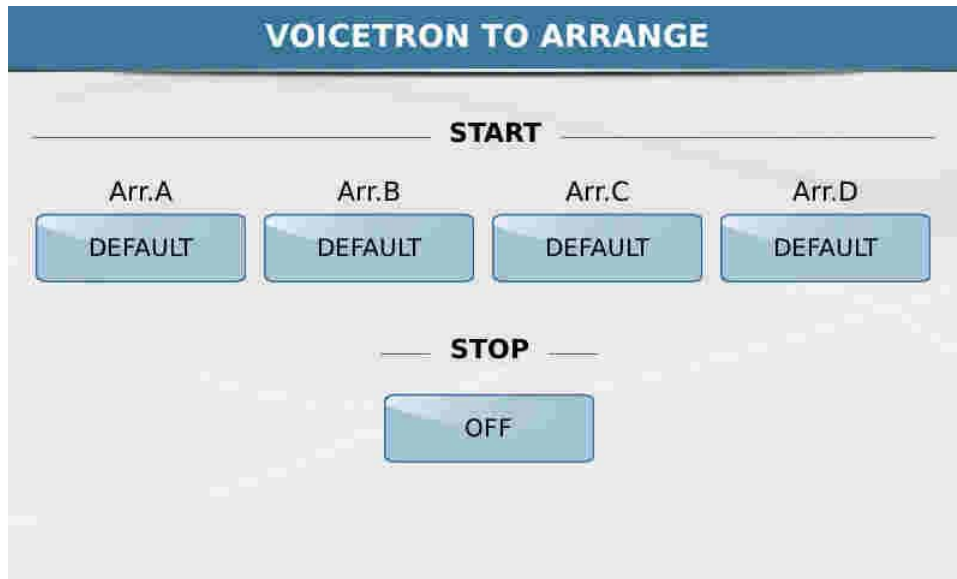 VOICETRON TO ARRANGE
START
Arr.A Arr.B Arr.C Arr.D
DEFAULT DEFAULT DEFAULT DEFAULT
STOP
OFF